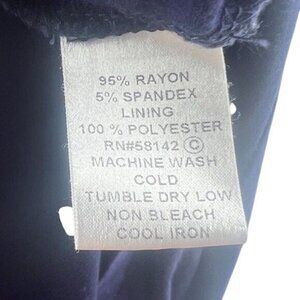 95% RAYON
5% SPANDEX
LINING
100 % POLYESTER
RN#58142 Ⓒ
MACHINE WASH
COLD
TUMBLE DRY LOW
NON BLEACH
COOL IRON